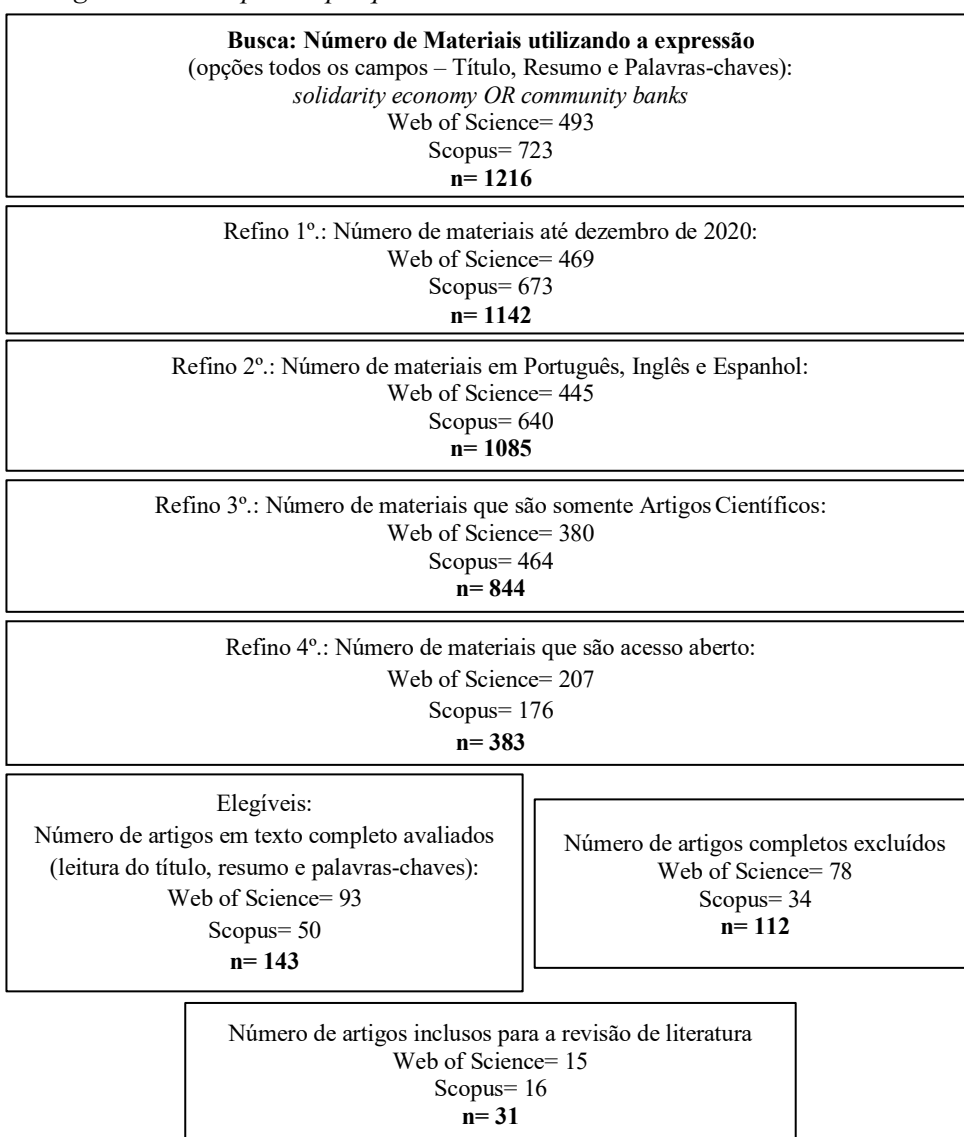 Busca: Número de Materiais utilizando a expressão
(opções todos os campos – Título, Resumo e Palavras-chaves):
solidarity economy OR community banks
Web of Science= 493
Scopus= 723
n= 1216
Refino 1º.: Número de materiais até dezembro de 2020:
Web of Science= 469
Scopus= 673
n= 1142
Refino 2º.: Número de materiais em Português, Inglês e Espanhol:
Web of Science= 445
Scopus= 640
n= 1085
Refino 3º.: Número de materiais que são somente Artigos Científicos:
Web of Science= 380
Scopus= 464
n= 844
Refino 4º.: Número de materiais que são acesso aberto:
Web of Science= 207
Scopus= 176
n= 383
Elegíveis:
Número de artigos em texto completo avaliados
(leitura do título, resumo e palavras-chaves):
Web of Science= 93
Scopus= 50
n= 143
Número de artigos completos excluídos
Web of Science= 78
Scopus= 34
n= 112
Número de artigos inclusos para a revisão de literatura
Web of Science= 15
Scopus= 16
n= 31